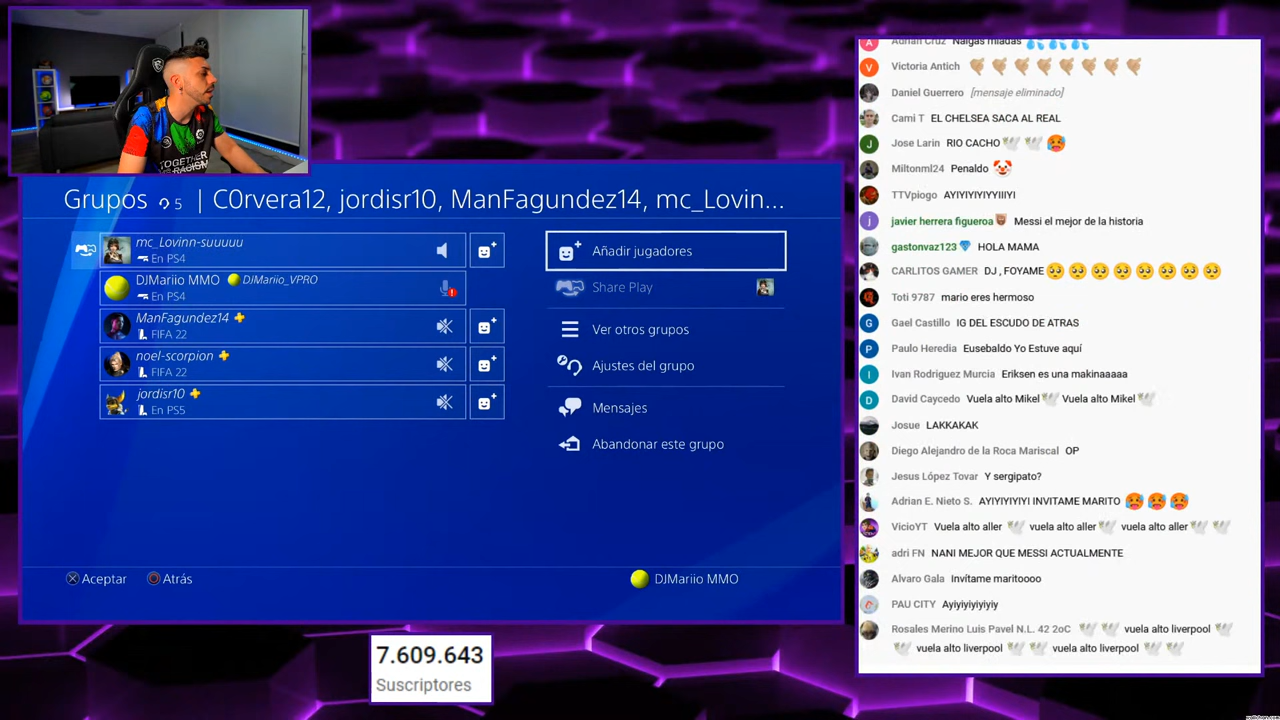 TOGETHER
RACISM
Grupos 5 | C0rvera12, jordisr10, ManFagundez14, mc_Lovin...
mc_Lovinn-suuuuu
En PS4
DJMariio MMO DJMariio_VPRO
En PS4
ManFagundez14
FIFA 22
noel-scorpion
FIFA 22
jordisr10
En PS5
Añadir jugadores
Share Play
Ver otros grupos
Ajustes del grupo
Mensajes
Abandonar este grupo
Aceptar Atrás
DJMariio MMO
7.609.643
Suscriptores
Adrian Cruz Nalgas miadas 💦💦💦💦
Victoria Antich
Daniel Guerrero [mensaje eliminado]
Cami T EL CHELSEA SACA AL REAL
Jose Larin RIO CACHO🕊🕊🥵
Miltonml24 Penaldo 🤡
TTVpiogo AYIYIYIYIYYIIIYI
javier herrera figueroa Messi el mejor de la historia
gastonvaz123💎 HOLA MAMA
CARLITOS GAMER DJ , FOYAME🥺🥺🥺🥺🥺🥺🥺🥺
Toti 9787 mario eres hermoso
Gael Castillo IG DEL ESCUDO DE ATRAS
Paulo Heredia Eusebaldo Yo Estuve aquí
Ivan Rodriguez Murcia Eriksen es una makinaaaaa
David Caycedo Vuela alto Mikel🕊 Vuela alto Mikel🕊
Josue LAKKAKAK
Diego Alejandro de la Roca Mariscal OP
Jesus López Tovar Y sergipato?
Adrian E. Nieto S. AYIYIYIYIYI INVITAME MARITO 🥵🥵🥵
VicioYT Vuela alto aller 🕊 vuela alto aller🕊 vuela alto aller🕊🕊
adri FN NANI MEJOR QUE MESSI ACTUALMENTE
Alvaro Gala Invítame maritoooo
PAU CITY Ayiyiyiyiyiyiy
Rosales Merino Luis Pavel N.L. 42 2oC 🕊🕊 vuela alto liverpool 🕊
🕊 vuela alto liverpool 🕊🕊 vuela alto liverpool 🕊🕊